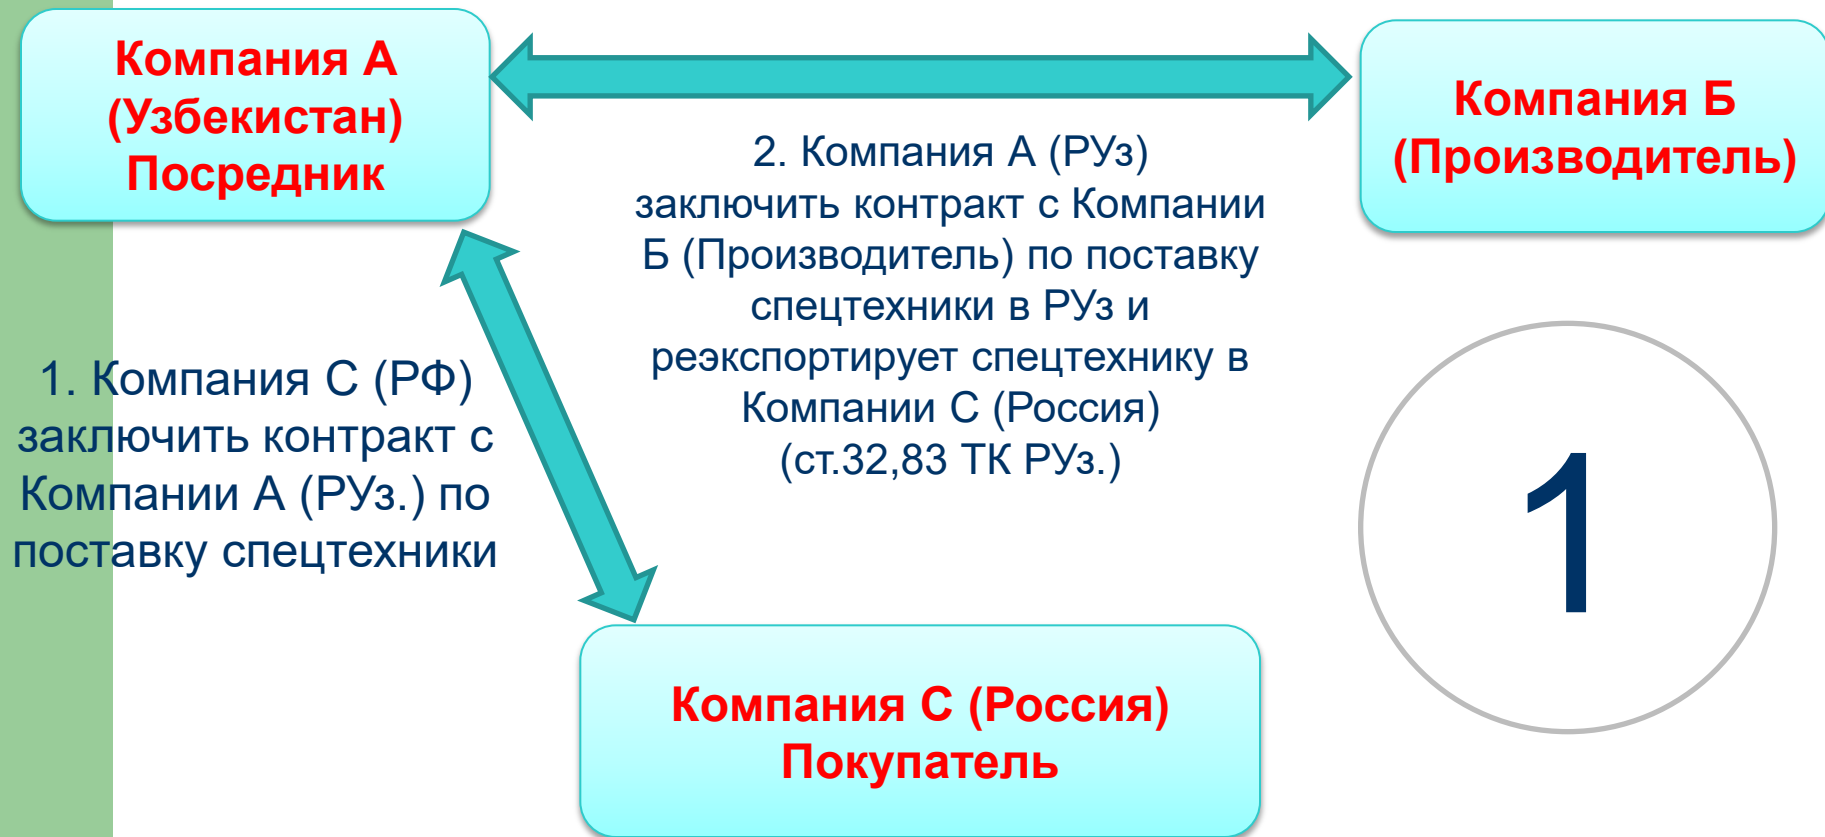 Компания А
(Узбекистан)
Посредник
Компания Б
(Производитель)
2. Компания А (РУз)
заключить контракт с Компании
Б (Производитель) по поставку
спецтехники в РУз и
реэкспортирует спецтехнику в
Компании С (Россия)
(ст.32,83 ТК РУз.)
1. Компания С (РФ)
заключить контракт с
Компании А (РУз.) по
поставку спецтехники
1
Компания С (Россия)
Покупатель